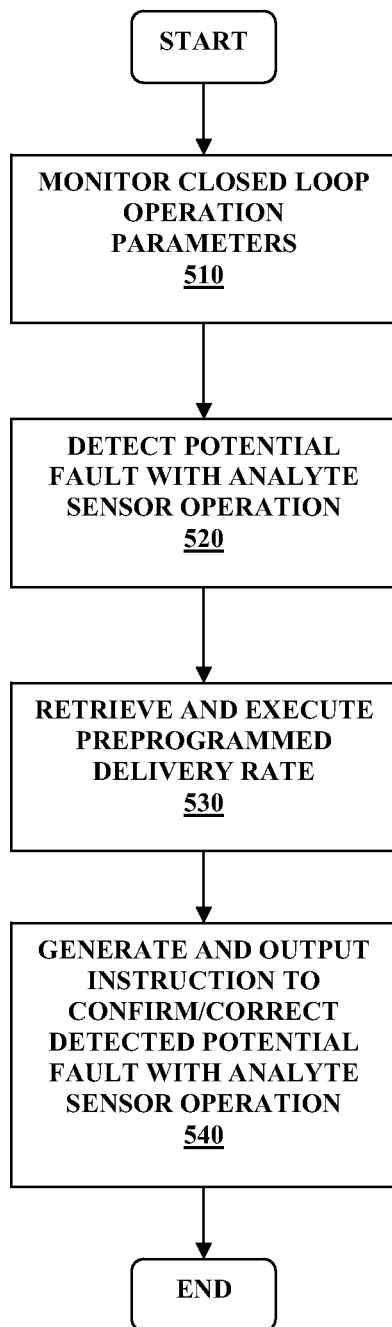 START
MONITOR CLOSED LOOP
OPERATION
PARAMETERS
510
DETECT POTENTIAL
FAULT WITH ANALYTE
SENSOR OPERATION
520
RETRIEVE AND EXECUTE
PREPROGRAMMED
DELIVERY RATE
530
GENERATE AND OUTPUT
INSTRUCTION TO
CONFIRM/CORRECT
DETECTED POTENTIAL
FAULT WITH ANALYTE
SENSOR OPERATION
540
END